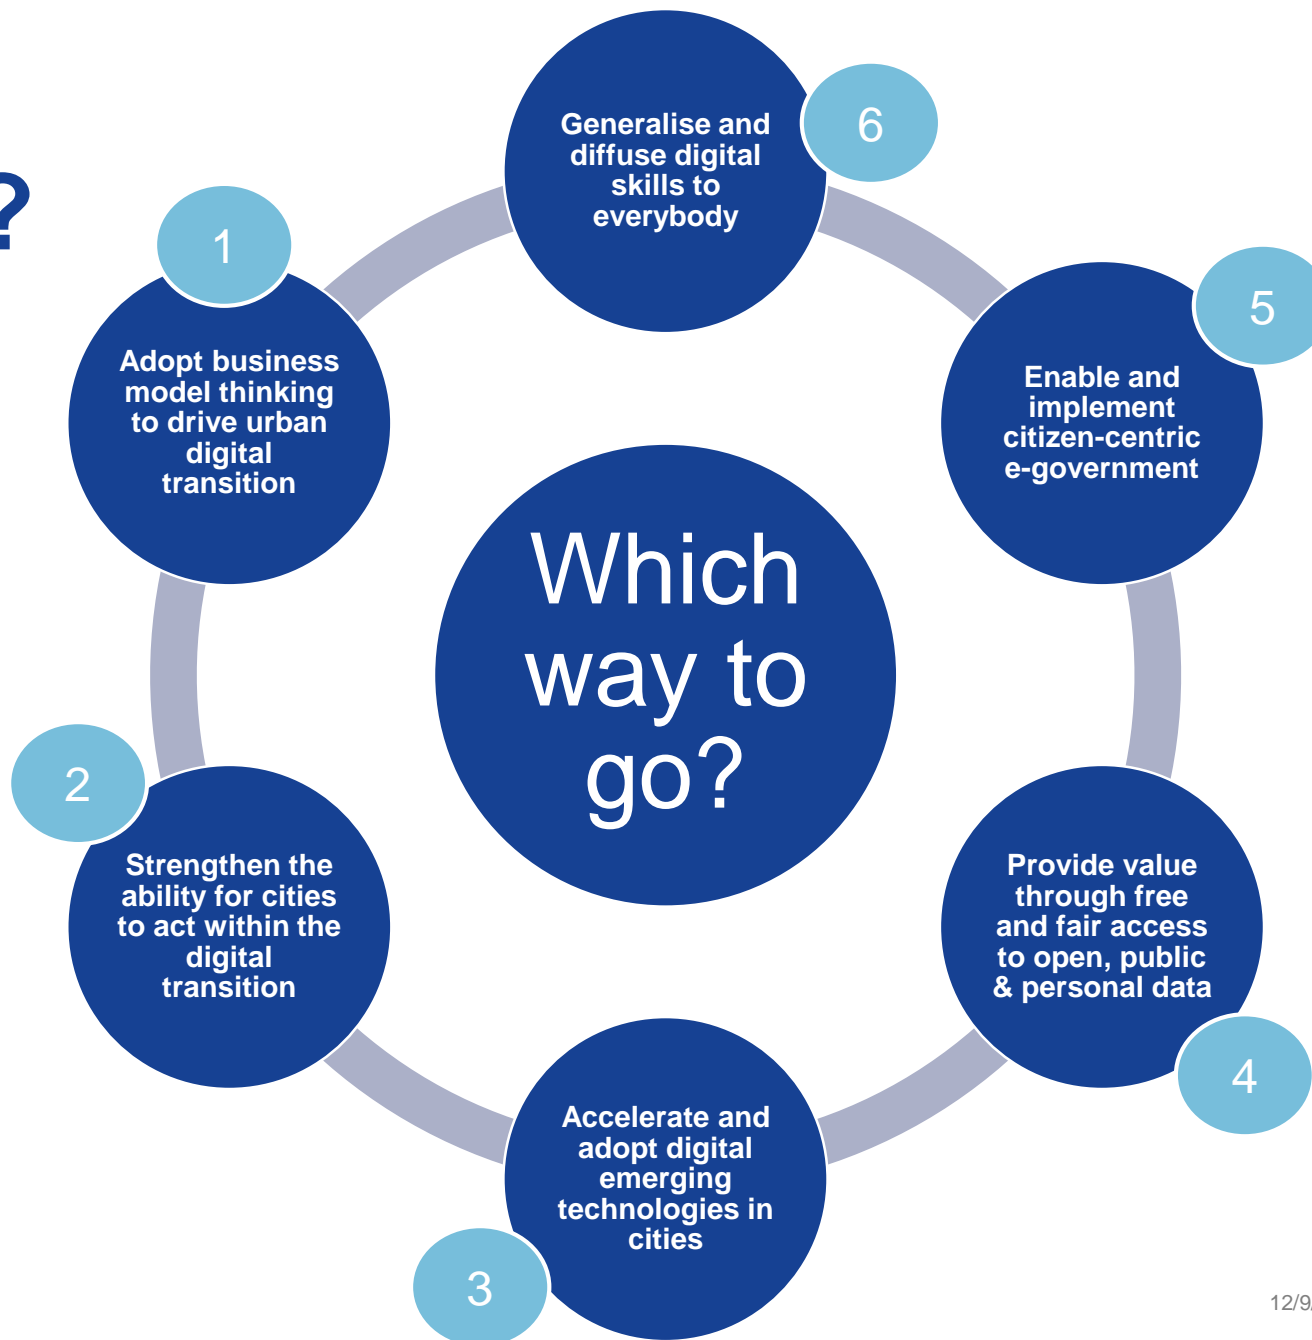 ?
6
Generalise and
diffuse digital
skills to
everybody
1
Adopt business
model thinking
to drive urban
digital
transition
5
Enable and
implement
citizen-centric
e-government
Which
way to
go?
2
Strengthen the
ability for cities
to act within the
digital
transition
Provide value
through free
and fair access
to open, public
& personal data
4
Accelerate and
adopt digital
emerging
technologies in
cities
3
12/9/